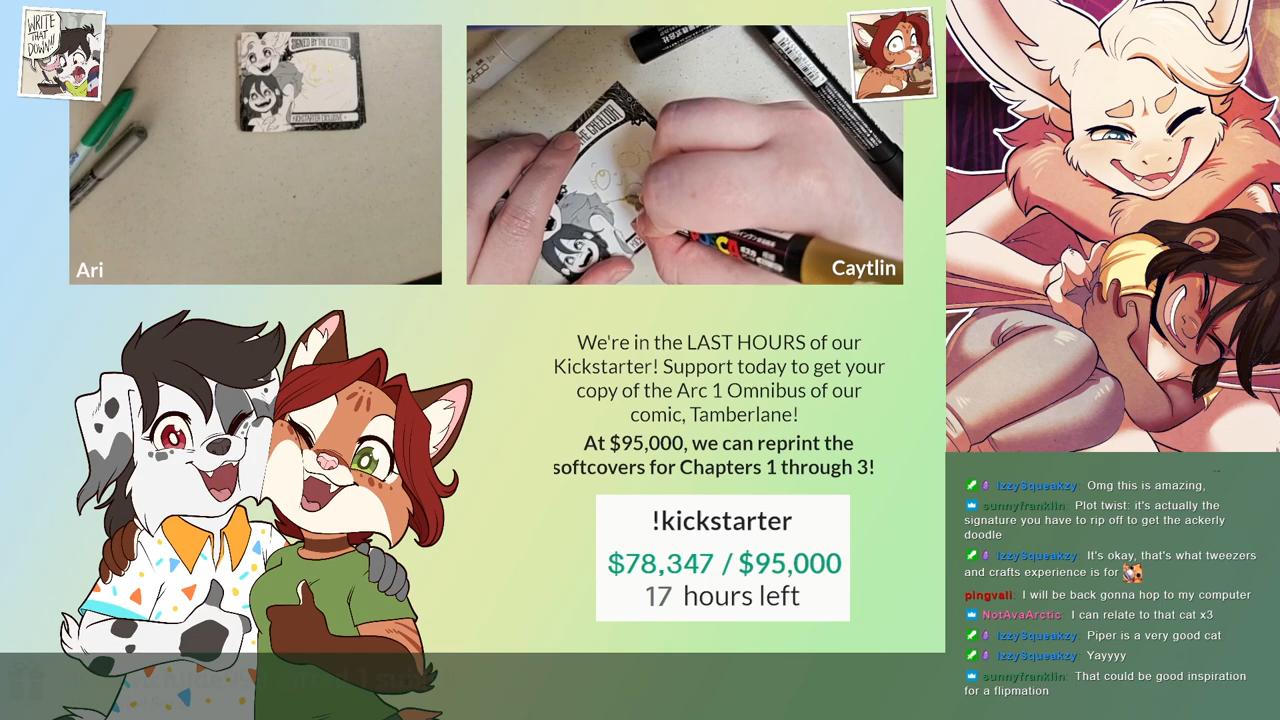 WRITE
THAT
DOWN!!
SIGNED BY THE CREEATOR
Ari
Caytlin
We're in the LAST HOURS of our
Kickstarter! Support today to get your
copy of the Arc 1 Omnibus of our
comic, Tamberlane!
At $95,000, we can reprint the
softcovers for Chapters 1 through 3!
!kickstarter
$78,347 / $95,000
17 hours left
IzzySqueakzy: Omg this is amazing,
sunnyfranklin: Plot twist: it's actually the
signature you have to rip off to get the ackerly
doodle
IzzySqueakzy: It's okay, that's what tweezers
and crafts experience is for
pingvali: I will be back gonna hop to my computer
NotAvaArctic: I can relate to that cat x3
IzzySqueakzy: Piper is a very good cat
IzzySqueakzy: Yayyyy
sunnyfranklin: That could be good inspiration
for a flipmation